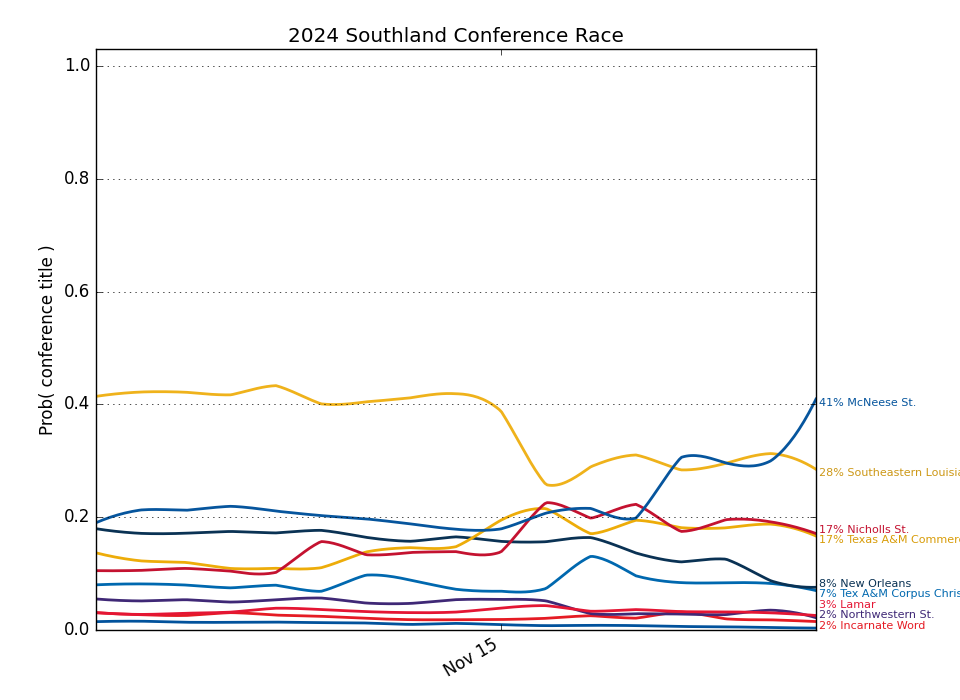 2024 Southland Conference Race
Prob( conference title )
1.0
0.8
0.6
0.4
0.2
0.0
Nov 15
41% McNeese St.
28% Southeastern Louisia
17% Nicholls St.
17% Texas A&M Commerc
8% New Orleans
7% Tex A&M Corpus Chris
3% Lamar
2% Northwestern St.
2% Incarnate Word